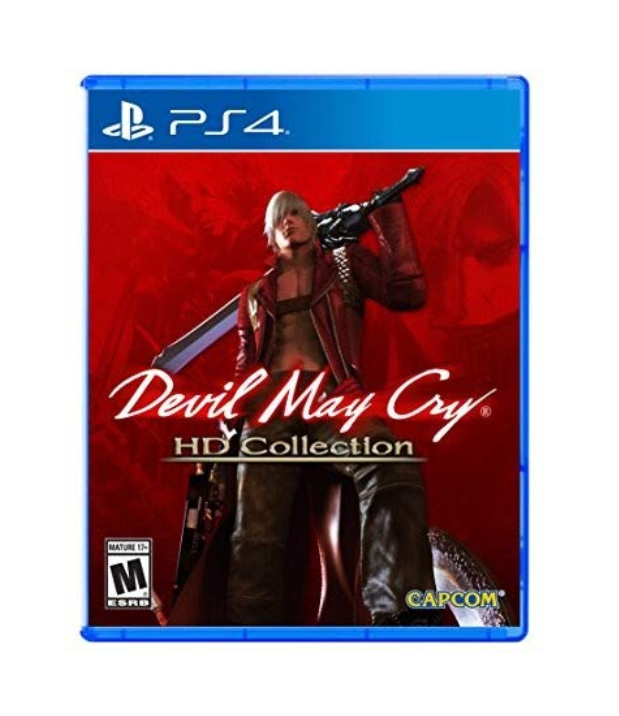 PS4
Devil May Cry®
HD Collection
MATURE 17+
M
ESRB
CAPCOM®